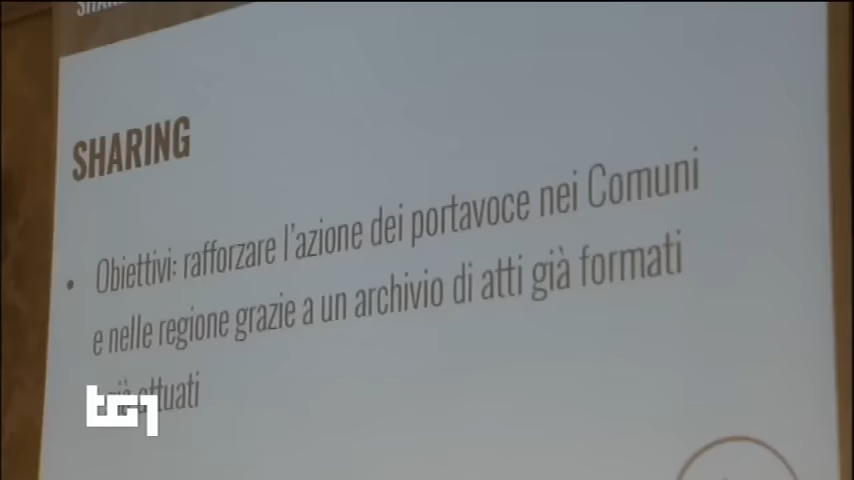 SHARING
• Obiettivi: rafforzare l'azione dei portavoce nei Comuni
e nelle regione grazie a un archivio di atti già formati
già attuati
tg1